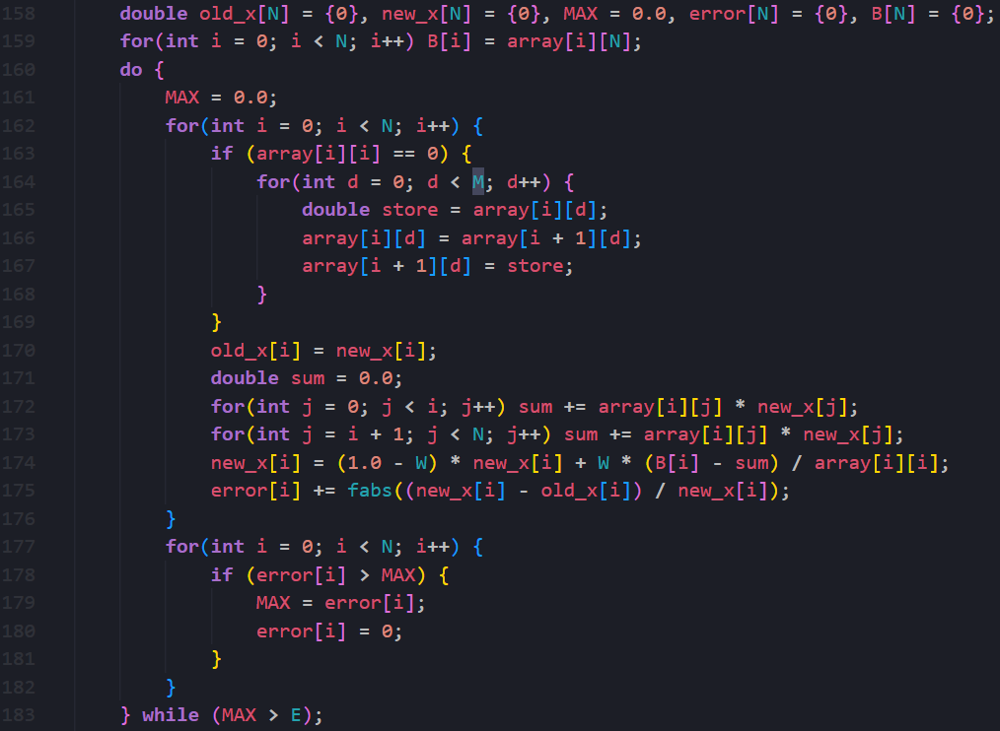 158 double old_x[N] = {0}, new_x[N] = {0}, MAX = 0.0, error[N] = {0}, B[N] = {0};
159 for(int i = 0; i < N; i++) B[i] = array[i][N];
160 do {
161 MAX = 0.0;
162 for(int i = 0; i < N; i++) {
163 if (array[i][i] == 0) {
164 for(int d = 0; d < M; d++) {
165 double store = array[i][d];
166 array[i][d] = array[i + 1][d];
167 array[i + 1][d] = store;
168 }
169 }
170 old_x[i] = new_x[i];
171 double sum = 0.0;
172 for(int j = 0; j < i; j++) sum += array[i][j] * new_x[j];
173 for(int j = i + 1; j < N; j++) sum += array[i][j] * new_x[j];
174 new_x[i] = (1.0 - W) * new_x[i] + W * (B[i] - sum) / array[i][i];
175 error[i] += fabs((new_x[i] - old_x[i]) / new_x[i]);
176 }
177 for(int i = 0; i < N; i++) {
178 if (error[i] > MAX) {
179 MAX = error[i];
180 error[i] = 0;
181 }
182 }
183 } while (MAX > E);